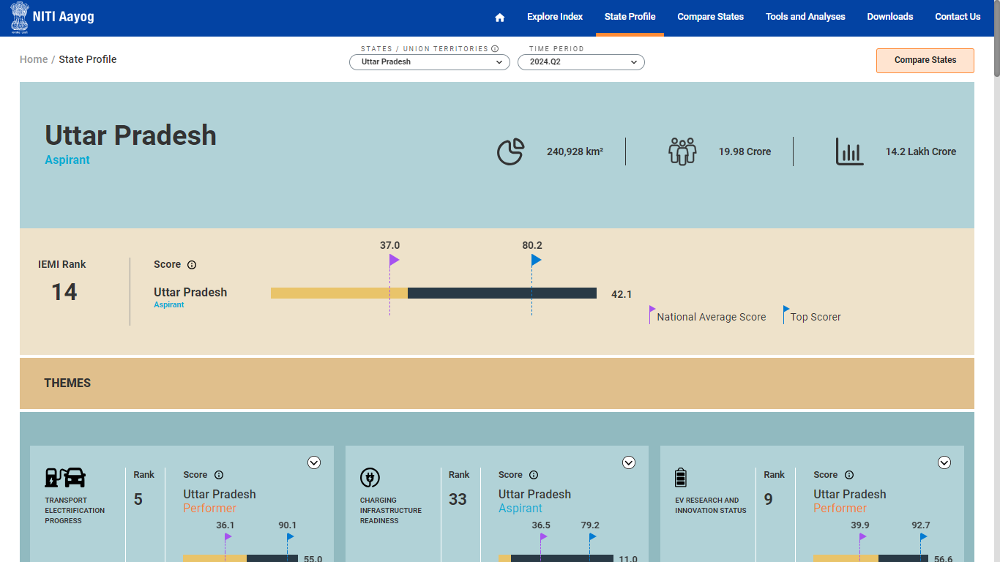 NITI Aayog
Explore Index
State Profile
Compare States
Tools and Analyses
Downloads
Contact Us
Home / State Profile
STATES / UNION TERRITORIES
Uttar Pradesh
TIME PERIOD
2024.Q2
Compare States
Uttar Pradesh
Aspirant
240,928 km²
19.98 Crore
14.2 Lakh Crore
IEMI Rank
14
Score
Uttar Pradesh
Aspirant
37.0
80.2
42.1
National Average Score
Top Scorer
THEMES
TRANSPORT
ELECTRIFICATION
PROGRESS
Rank
5
Score
Uttar Pradesh
Performer
36.1
90.1
55.0
CHARGING
INFRASTRUCTURE
READINESS
Rank
33
Score
Uttar Pradesh
Aspirant
36.5
79.2
11.0
EV RESEARCH AND
INNOVATION STATUS
Rank
9
Score
Uttar Pradesh
Performer
39.9
92.7
56.6